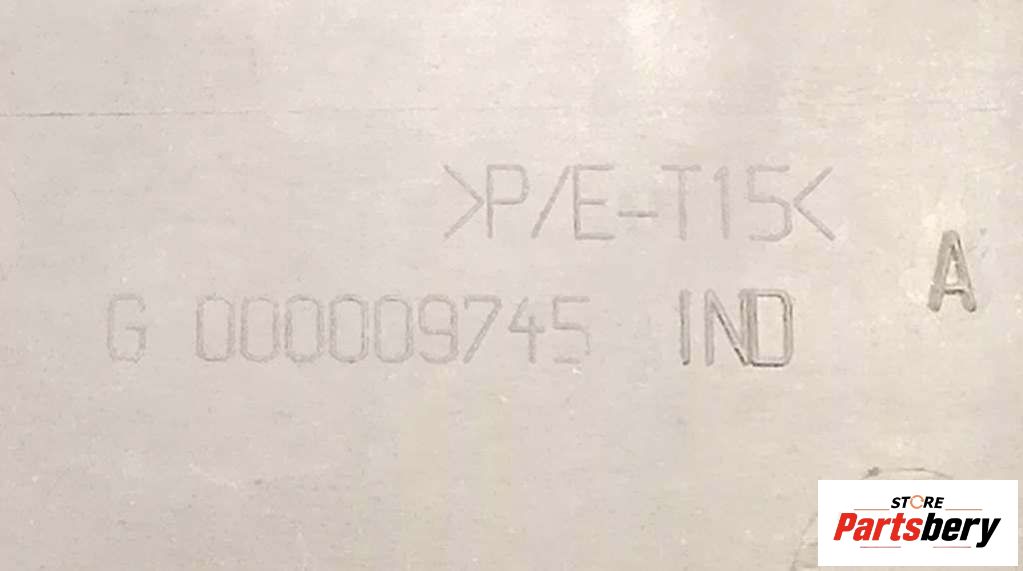 >P/E-T15<
A
G 000009745 IND
STORE
Partsbery